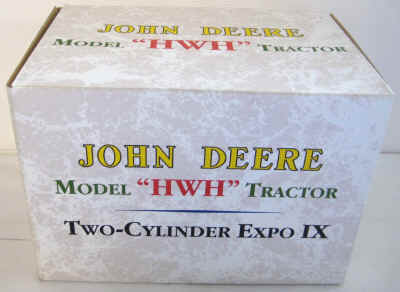 JOHN DEERE
MODEL "HWH" TRACTOR
JOHN DEERE
MODEL "HWH" TRACTOR
TWO-CYLINDER EXPO IX